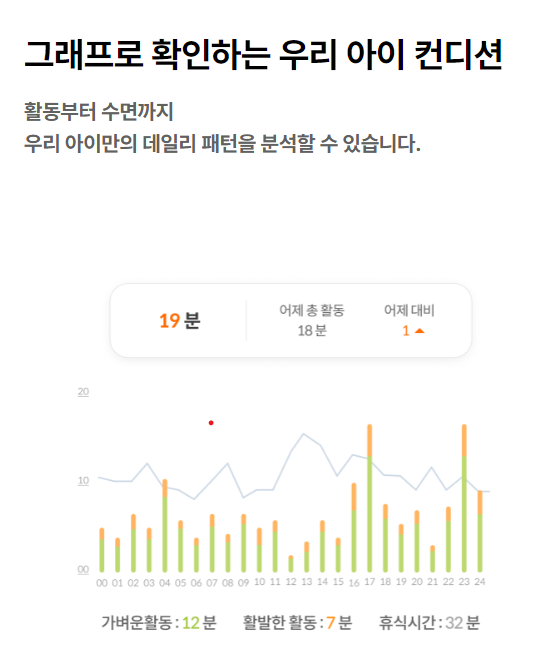 그래프로 확인하는 우리 아이 컨디션
활동부터 수면까지
우리 아이만의 데일리 패턴을 분석할 수 있습니다.
19 분
어제 총 활동
18 분
어제 대비
1
20
10
00
00 01 02 03 04 05 06 07 08 09 10 11 12 13 14 15 16 17 18 19 20 21 22 23 24
가벼운활동 : 12 분 활발한 활동 : 7 분 휴식시간 : 32 분